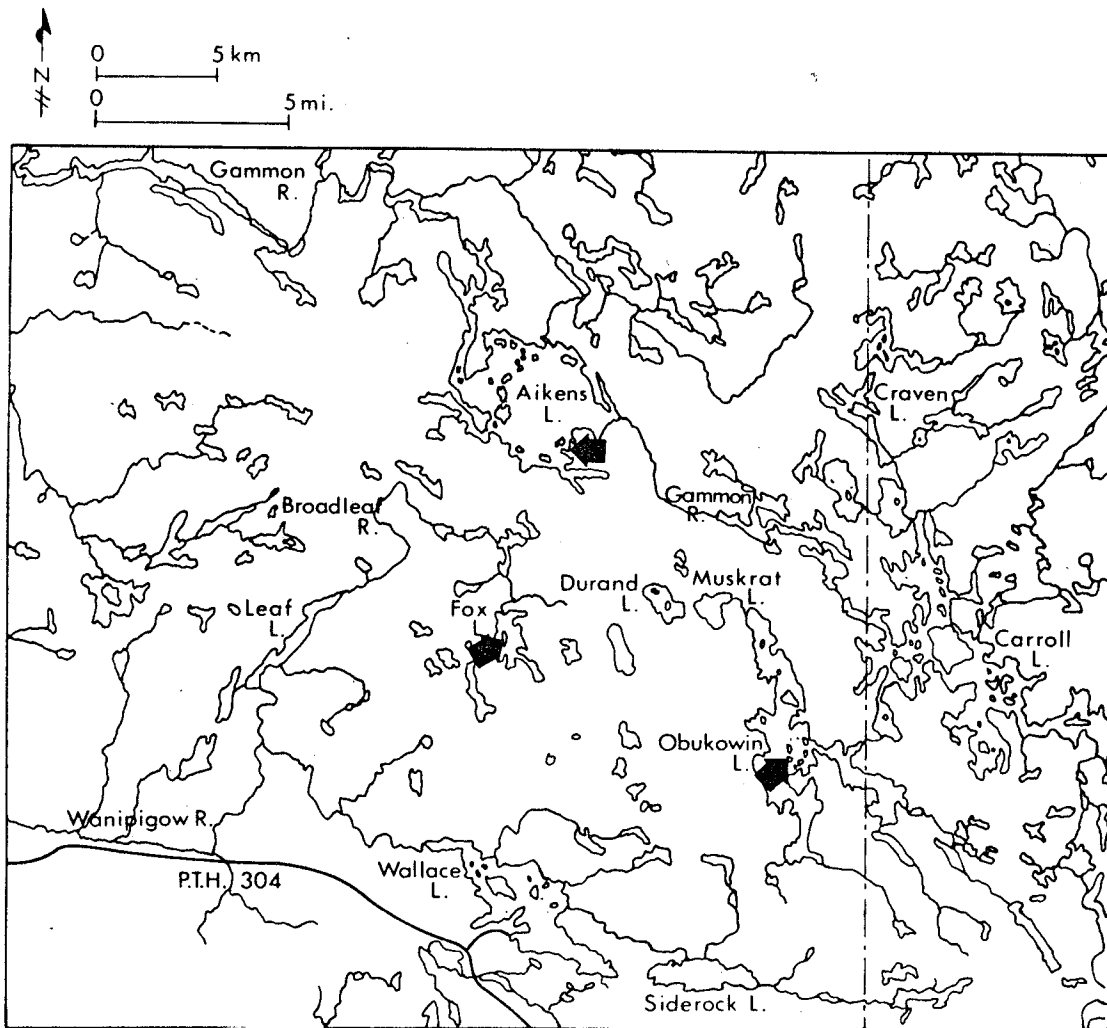 0 5 km
N
0 5 mi.
Gammon
R.
Aikens
L.
Craven
L.
Broadleaf
R.
Gammon
R.
Durand
L.
Muskrat
L.
Leaf
L.
Fox
L.
Carroll
L.
Obukowin
L.
Wanipigow R.
Wallace
L.
P.T.H. 304
Siderock L.